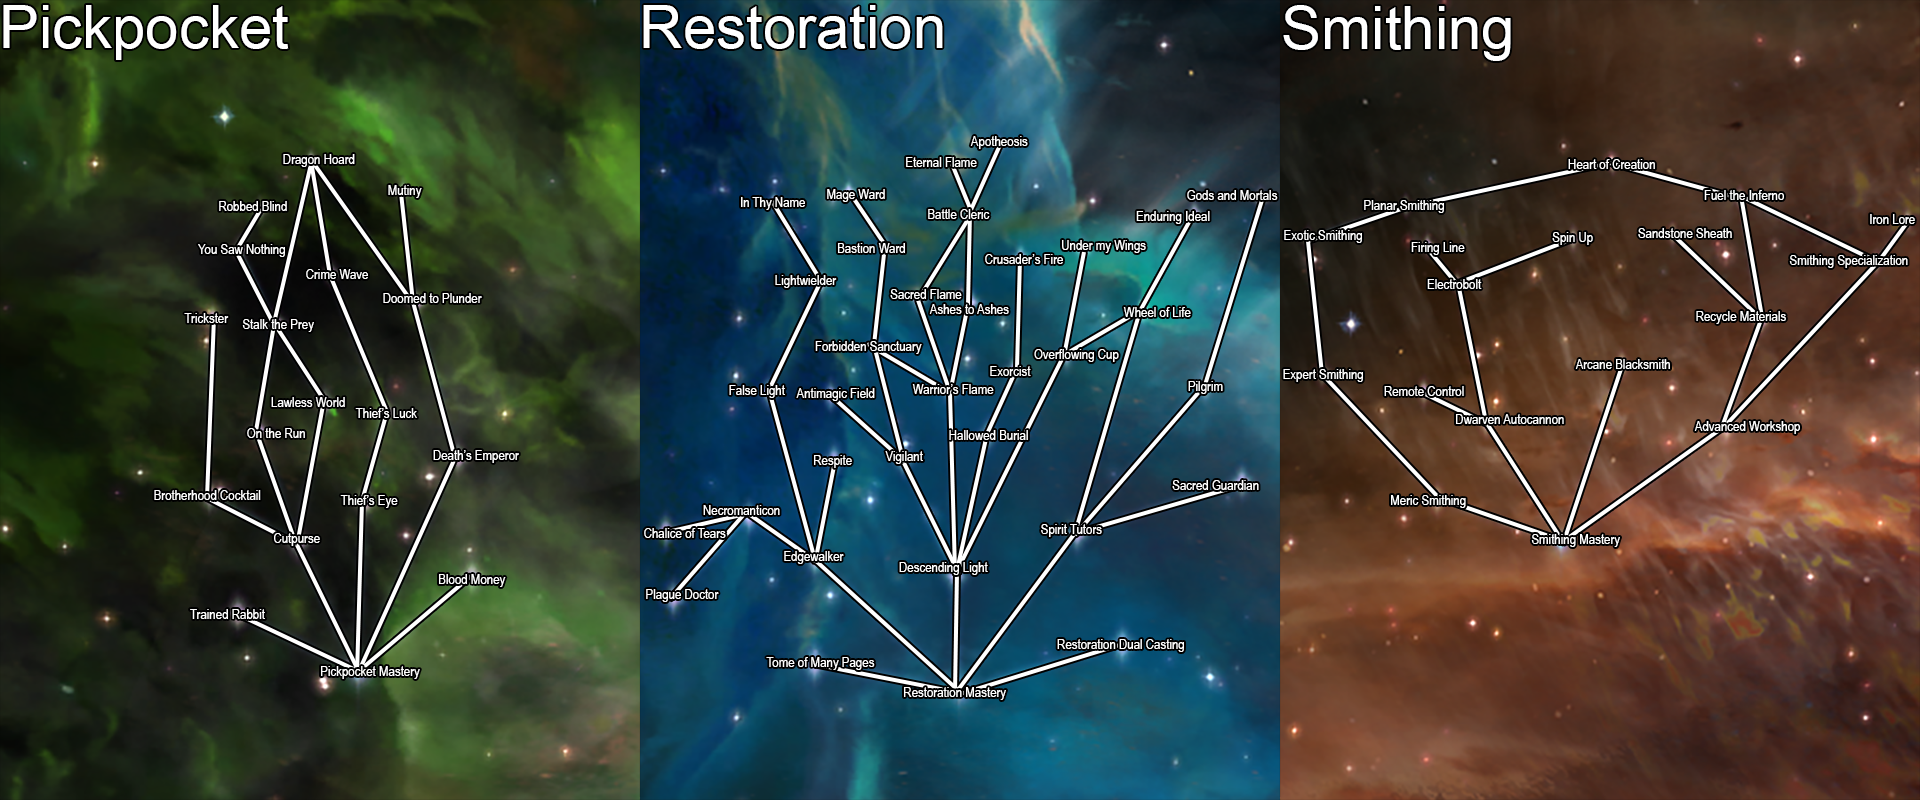 Pickpocket
Dragon Hoard
Mutiny
Robbed Blind
You Saw Nothing
Crime Wave
Doomed to Plunder
Trickster
Stalk the Prey
Lawless World
Thief's Luck
On the Run
Death's Emperor
Brotherhood Cocktail
Thief's Eye
Cutpurse
Blood Money
Trained Rabbit
Pickpocket Mastery
Restoration
Apotheosis
Eternal Flame
Mage Ward
In Thy Name
Gods and Mortals
Battle Cleric
Enduring Ideal
Bastion Ward
Under my Wings
Crusader's Fire
Lightwielder
Sacred Flame
Ashes to Ashes
Wheel of Life
Forbidden Sanctuary
Overflowing Cup
Exorcist
False Light
Antimagic Field
Warrior's Flame
Pilgrim
Hallowed Burial
Respite
Vigilant
Sacred Guardian
Necromanticon
Chalice of Tears
Spirit Tutors
Edgewalker
Descending Light
Plague Doctor
Restoration Dual Casting
Tome of Many Pages
Restoration Mastery
Smithing
Heart of Creation
Fuel the Inferno
Planar Smithing
Iron Lore
Exotic Smithing
Firing Line
Spin Up
Sandstone Sheath
Smithing Specialization
Electrobolt
Recycle Materials
Arcane Blacksmith
Expert Smithing
Remote Control
Dwarven Autocannon
Advanced Workshop
Meric Smithing
Smithing Mastery